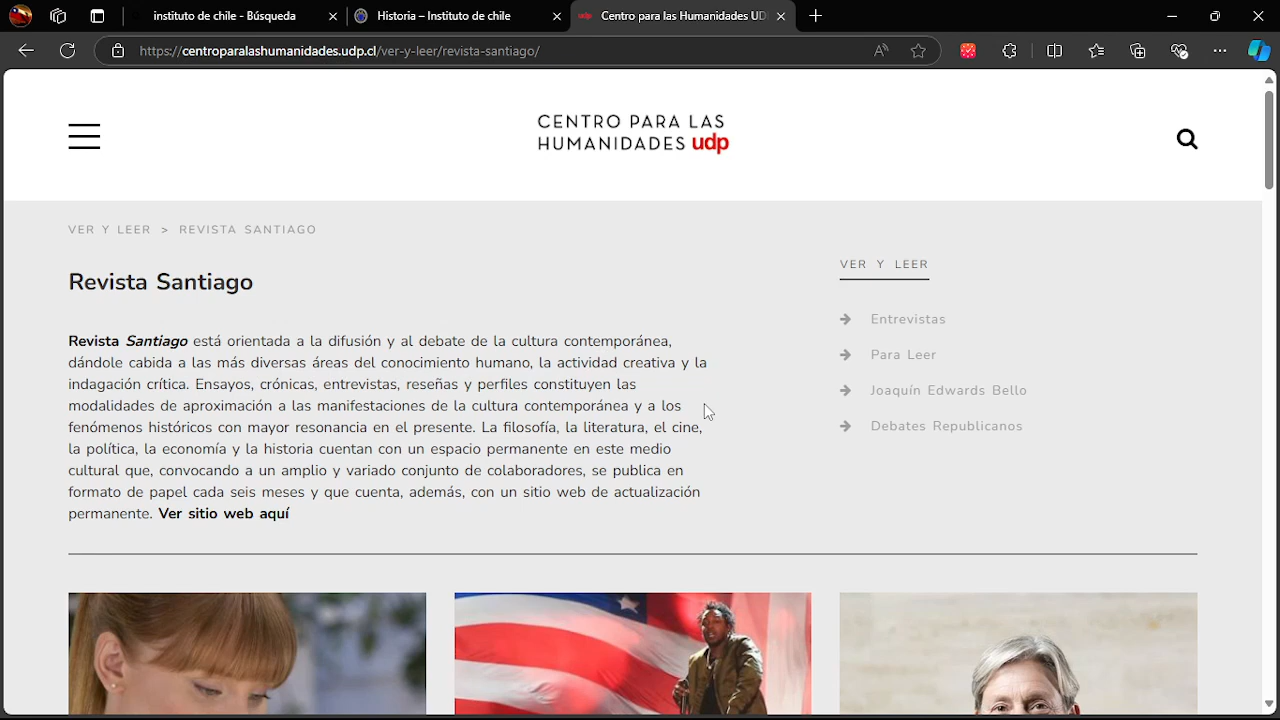 instituto de chile - Búsqueda
Historia – Instituto de chile
Centro para las Humanidades UD
https://centroparalashumanidades.udp.cl/ver-y-leer/revista-santiago/
CENTRO PARA LAS
HUMANIDADES udp
VER Y LEER > REVISTA SANTIAGO
Revista Santiago
Revista Santiago está orientada a la difusión y al debate de la cultura contemporánea,
dándole cabida a las más diversas áreas del conocimiento humano, la actividad creativa y la
indagación crítica. Ensayos, crónicas, entrevistas, reseñas y perfiles constituyen las
modalidades de aproximación a las manifestaciones de la cultura contemporánea y a los
fenómenos históricos con mayor resonancia en el presente. La filosofía, la literatura, el cine,
la política, la economía y la historia cuentan con un espacio permanente en este medio
cultural que, convocando a un amplio y variado conjunto de colaboradores, se publica en
formato de papel cada seis meses y que cuenta, además, con un sitio web de actualización
permanente. Ver sitio web aquí
VER Y LEER
Entrevistas
Para Leer
Joaquín Edwards Bello
Debates Republicanos